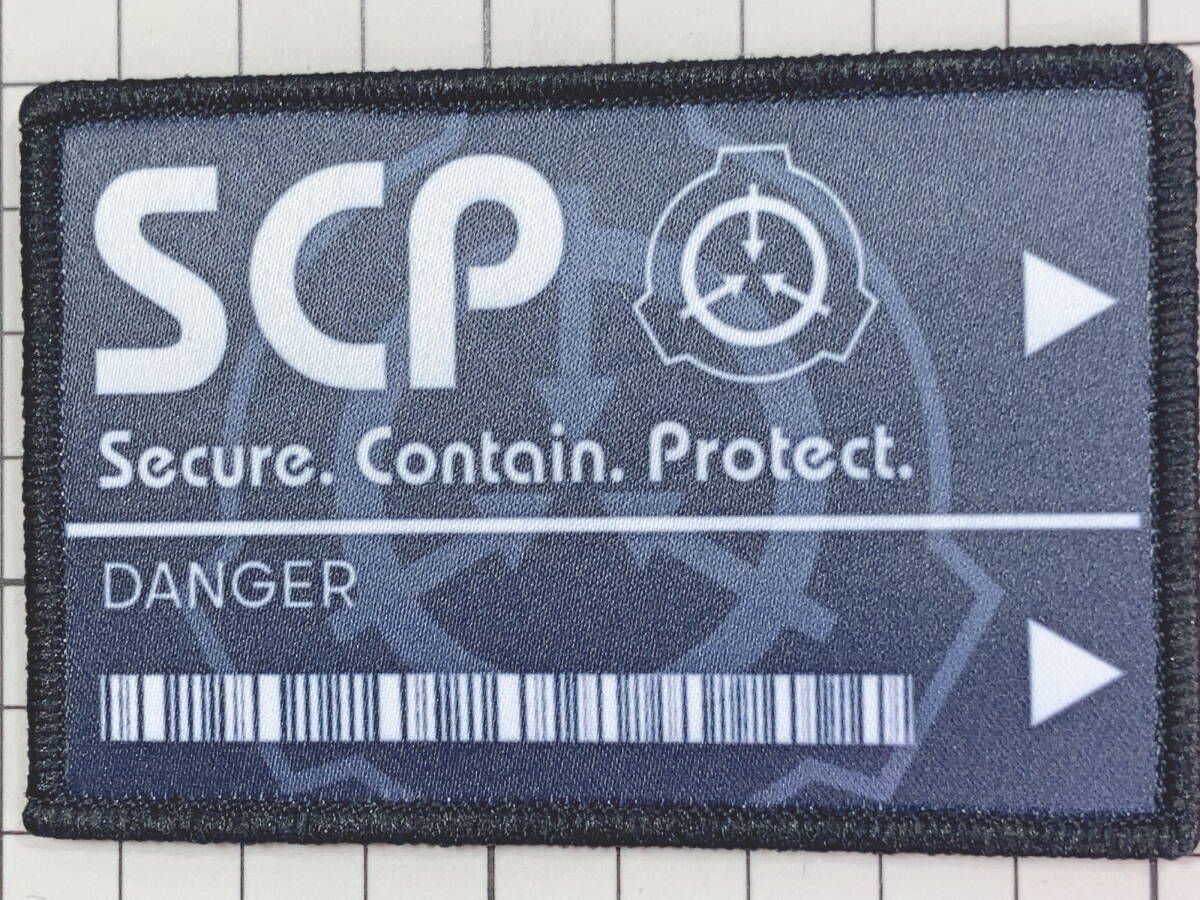 SCP
Secure. Contain. Protect.
DANGER